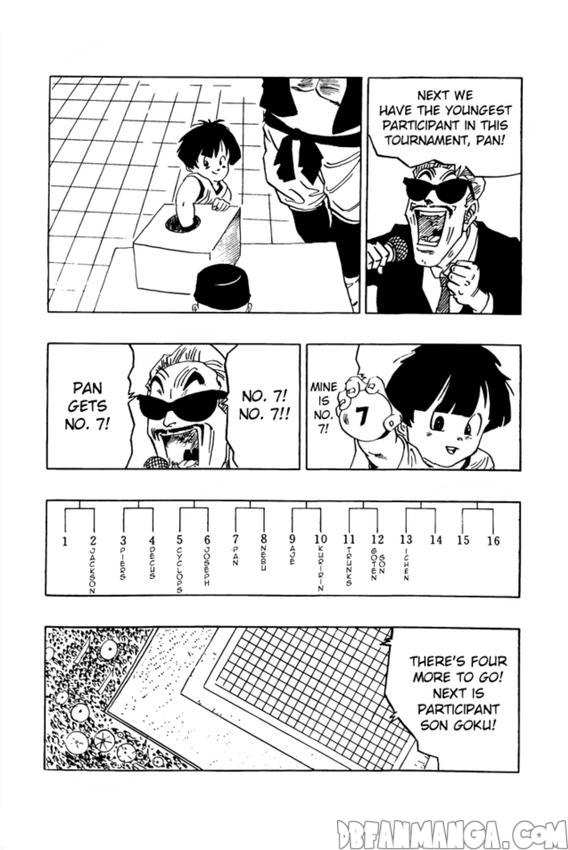 NEXT WE
HAVE THE YOUNGEST
PARTICIPANT IN THIS
TOURNAMENT, PAN!
MINE
IS
NO.
7!
7
NO. 7!
NO. 7!!
PAN
GETS
NO. 7!
1 2 3 4 5 6 7 8 9 10 11 12 13 14 15 16
JACKSON
PIERS
DECUS
CYCLOPS
JOSEPH
PAN
NEBU
AJE
KURIRIN
TRUNKS
SON
GOTEN
ICHEN
THERE'S FOUR
MORE TO GO!
NEXT IS
PARTICIPANT
SON GOKU!
DBFANMANGA.COM